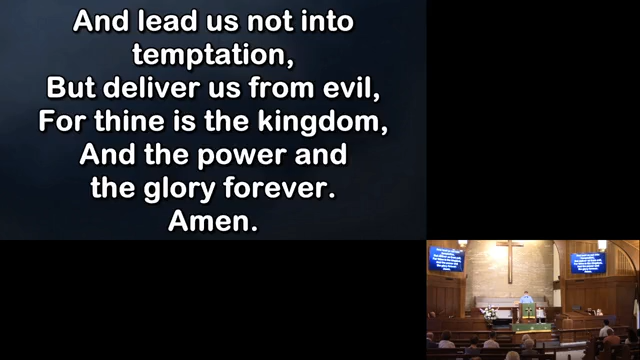 And lead us not into
temptation,
But deliver us from evil,
For thine is the kingdom,
And the power and
the glory forever.
Amen.